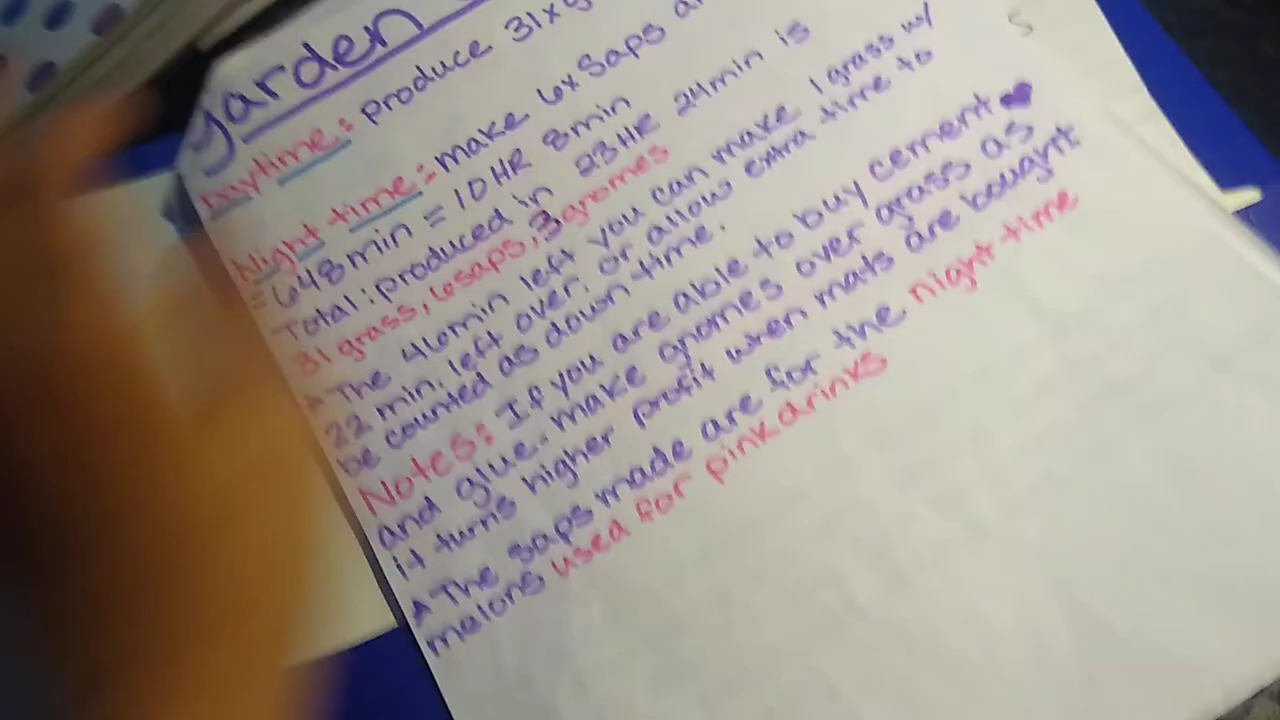 garden
Daytime: produce 31x
Night time: make 6x Saps
= 648min = 10HR 8min
Total: produced in 23HR 24min is
31 grass, 6saps, 3gnomes
The 46min left you can make 1 grass w/
22 min. left over. or allow extra time to
be counted as down time.
Notes: If you are able to buy cement
and glue. make gnomes over grass as
it turns higher profit when mats are bought.
The saps made are for the night time
melons used for pink drinks
5